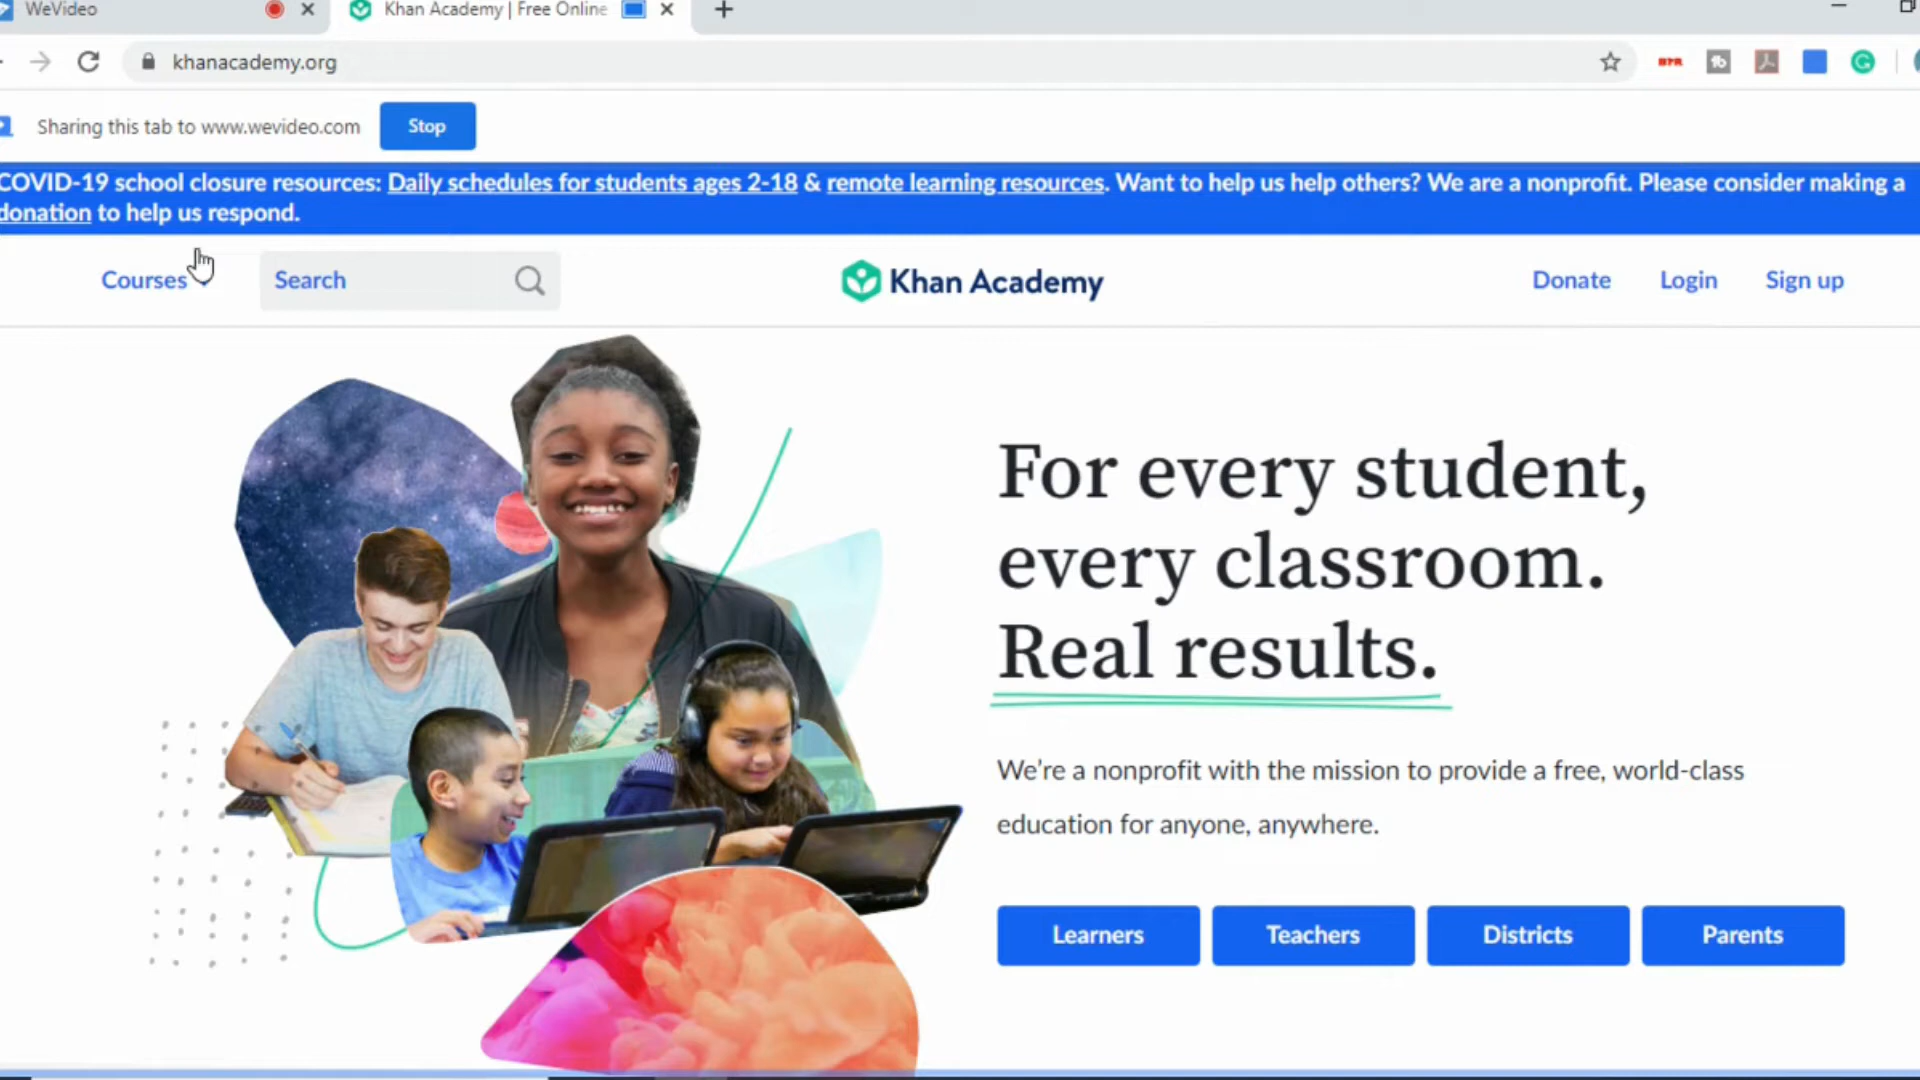 WeVideo
Khan Academy | Free Online
khanacademy.org
Sharing this tab to www.wevideo.com
Stop
COVID-19 school closure resources: Daily schedules for students ages 2-18 & remote learning resources. Want to help us help others? We are a nonprofit. Please consider making a
donation to help us respond.
Courses
Search
Khan Academy
Donate
Login
Sign up
For every student,
every classroom.
Real results.
We’re a nonprofit with the mission to provide a free, world-class
education for anyone, anywhere.
Learners
Teachers
Districts
Parents